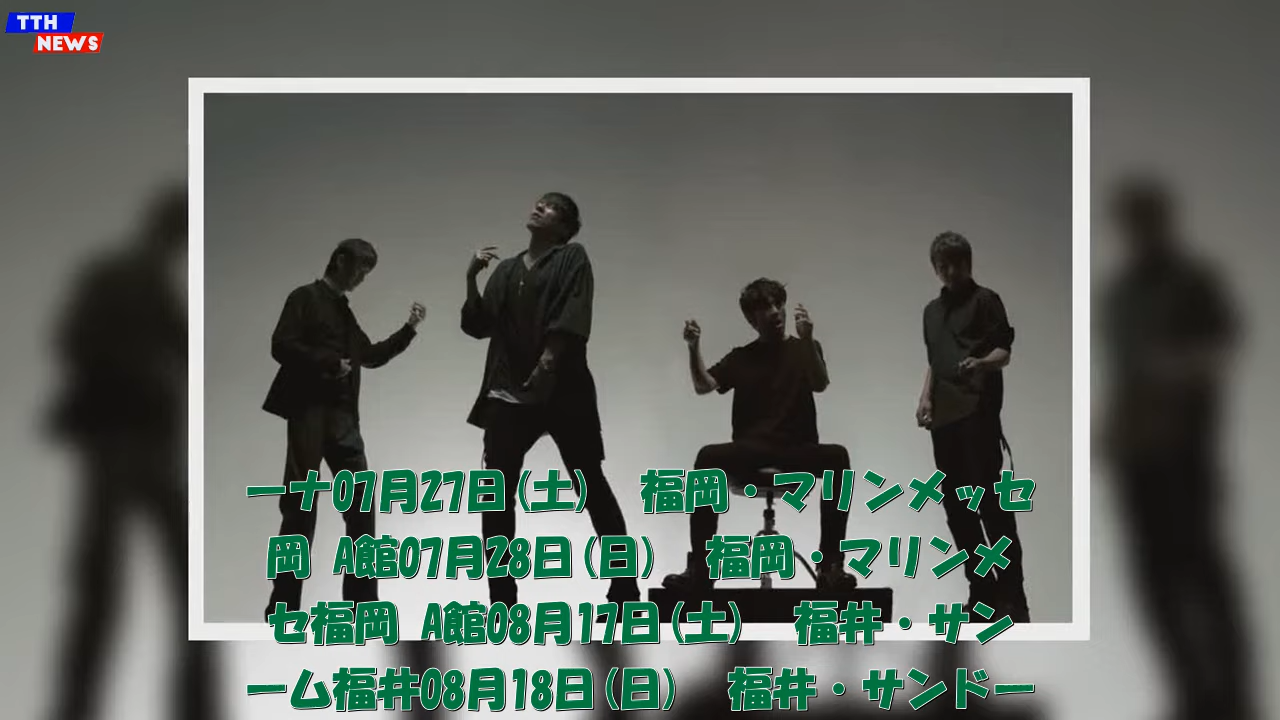 TTH
NEWS
ーナ07月27日(土) 福岡・マリンメッセ
岡 A館07月28日(日) 福岡・マリンメ
セ福岡 A館08月17日(土) 福井・サン
ーム福井08月18日(日) 福井・サンドー